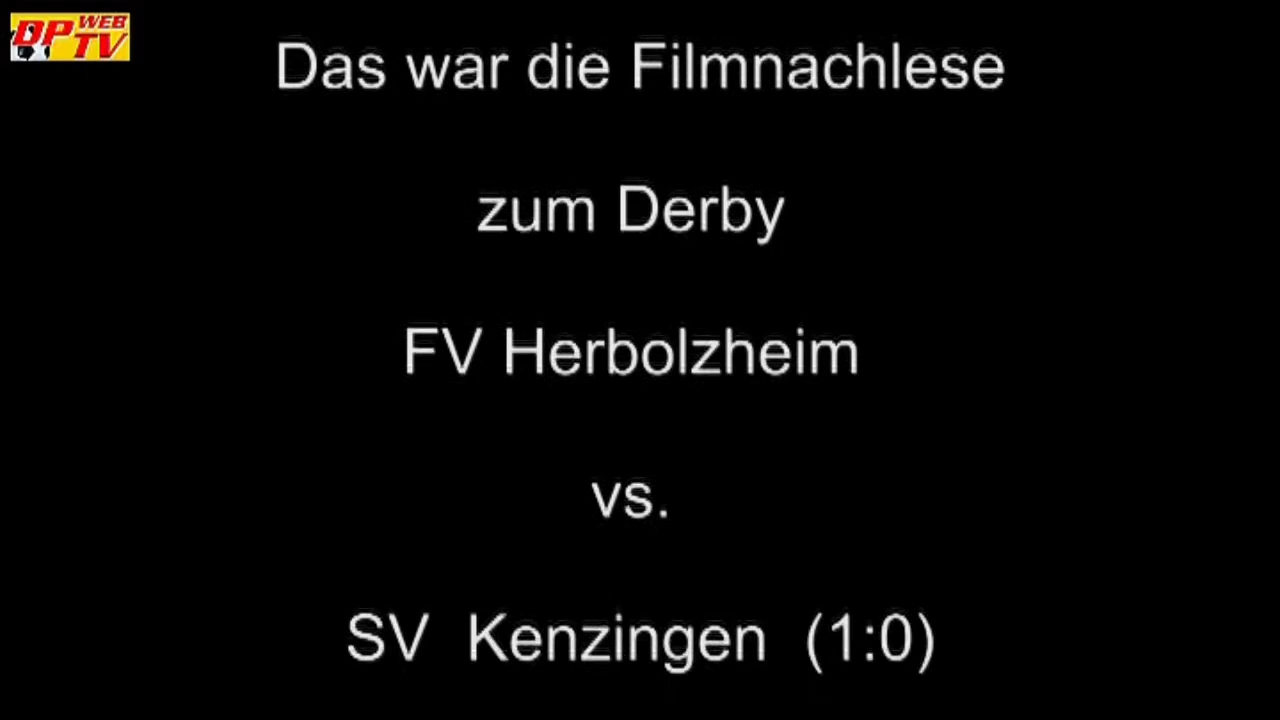 DP WEB
TV
Das war die Filmnachlese
zum Derby
FV Herbolzheim
vs.
SV Kenzingen (1:0)